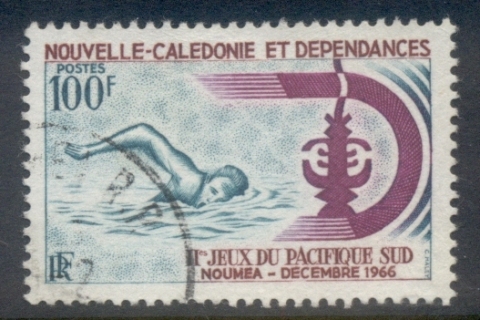 NOUVELLE-CALEDONIE ET DEPENDANCES
POSTES
100F
RF
IIes JEUX DU PACIFIQUE SUD
NOUMEA - DECEMBRE 1966